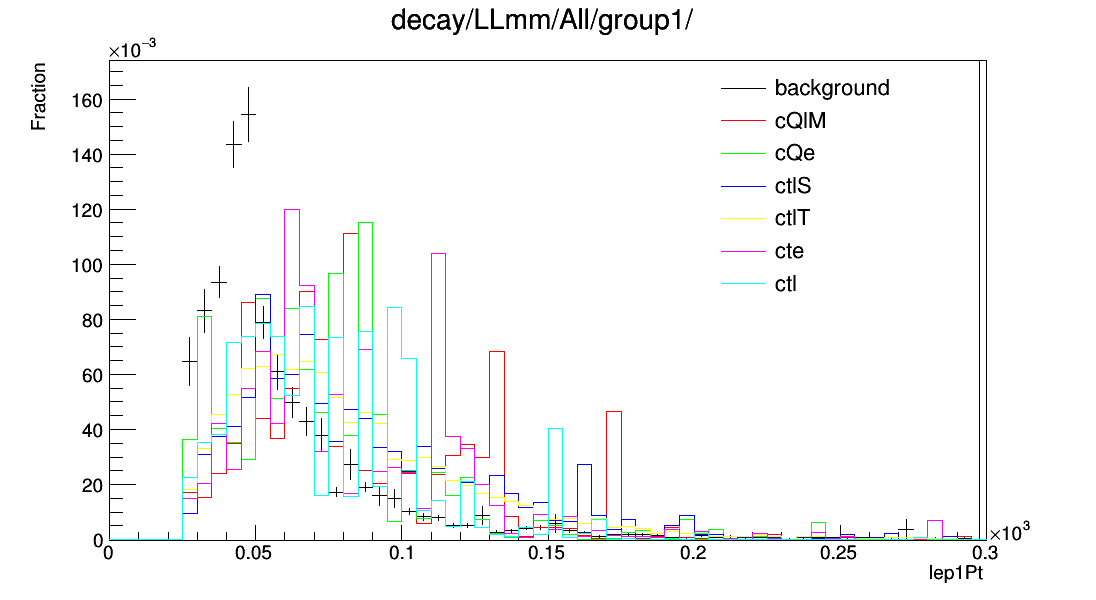 decay/LLmm/All/group1/
×10⁻³
Fraction
160
140
120
100
80
60
40
20
0
background
cQlM
cQe
ctlS
ctlT
cte
ctl
0
0.05
0.1
0.15
0.2
0.25
0.3
×10³
lep1Pt